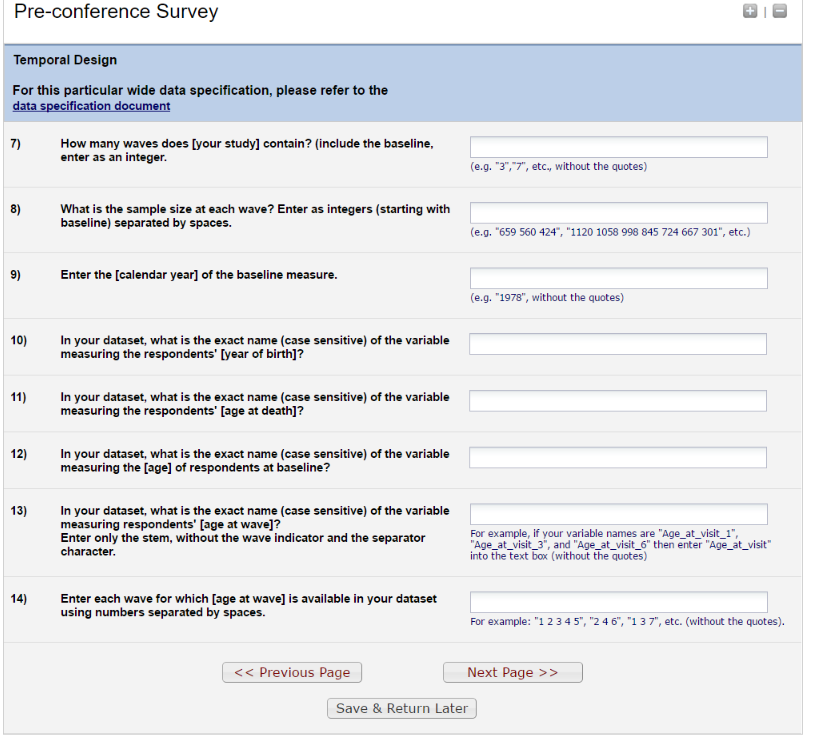 Pre-conference Survey
+ | −
Temporal Design
For this particular wide data specification, please refer to the
data specification document
7) How many waves does [your study] contain? (include the baseline,
enter as an integer.
(e.g. "3","7", etc., without the quotes)
8) What is the sample size at each wave? Enter as integers (starting with
baseline) separated by spaces.
(e.g. "659 560 424", "1120 1058 998 845 724 667 301", etc.)
9) Enter the [calendar year] of the baseline measure.
(e.g. "1978", without the quotes)
10) In your dataset, what is the exact name (case sensitive) of the variable
measuring the respondents' [year of birth]?
11) In your dataset, what is the exact name (case sensitive) of the variable
measuring the respondents' [age at death]?
12) In your dataset, what is the exact name (case sensitive) of the variable
measuring the [age] of respondents at baseline?
13) In your dataset, what is the exact name (case sensitive) of the variable
measuring respondents' [age at wave]?
Enter only the stem, without the wave indicator and the separator
character.
For example, if your variable names are "Age_at_visit_1",
"Age_at_visit_3", and "Age_at_visit_6" then enter "Age_at_visit"
into the text box (without the quotes)
14) Enter each wave for which [age at wave] is available in your dataset
using numbers separated by spaces.
For example: "1 2 3 4 5", "2 4 6", "1 3 7", etc. (without the quotes).
<< Previous Page
Next Page >>
Save & Return Later